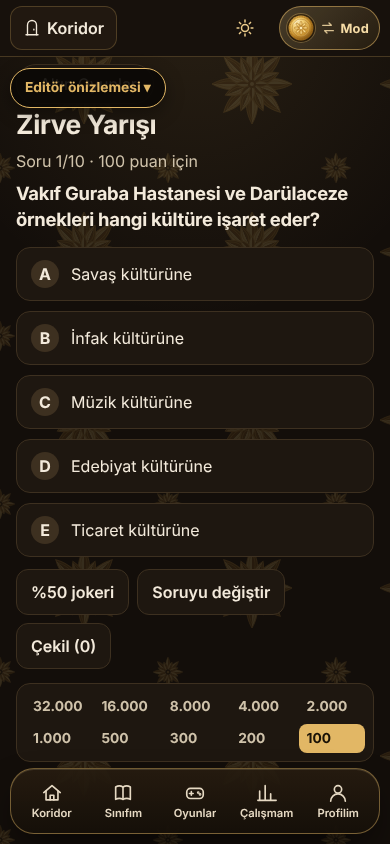 Koridor
Mod
Editör önizlemesi ▾
Zirve Yarışı
Soru 1/10 · 100 puan için
Vakıf Guraba Hastanesi ve Darülaceze
örnekleri hangi kültüre işaret eder?
A Savaş kültürüne
B İnfak kültürüne
C Müzik kültürüne
D Edebiyat kültürüne
E Ticaret kültürüne
%50 jokeri Soruyu değiştir
Çekil (0)
32.000 16.000 8.000 4.000 2.000
1.000 500 300 200 100
Koridor Sınıfım Oyunlar Çalışmam Profilim